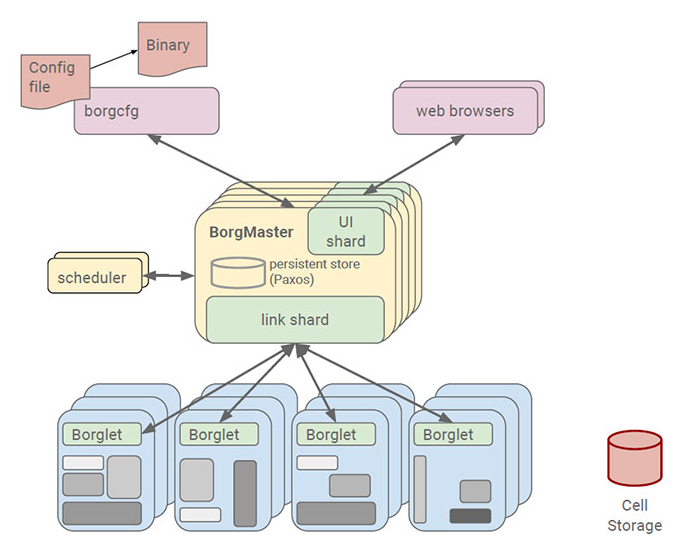 Binary
Config
file
borgcfg
web browsers
BorgMaster
UI
shard
persistent store
(Paxos)
scheduler
link shard
Borglet
Borglet
Borglet
Borglet
Cell
Storage